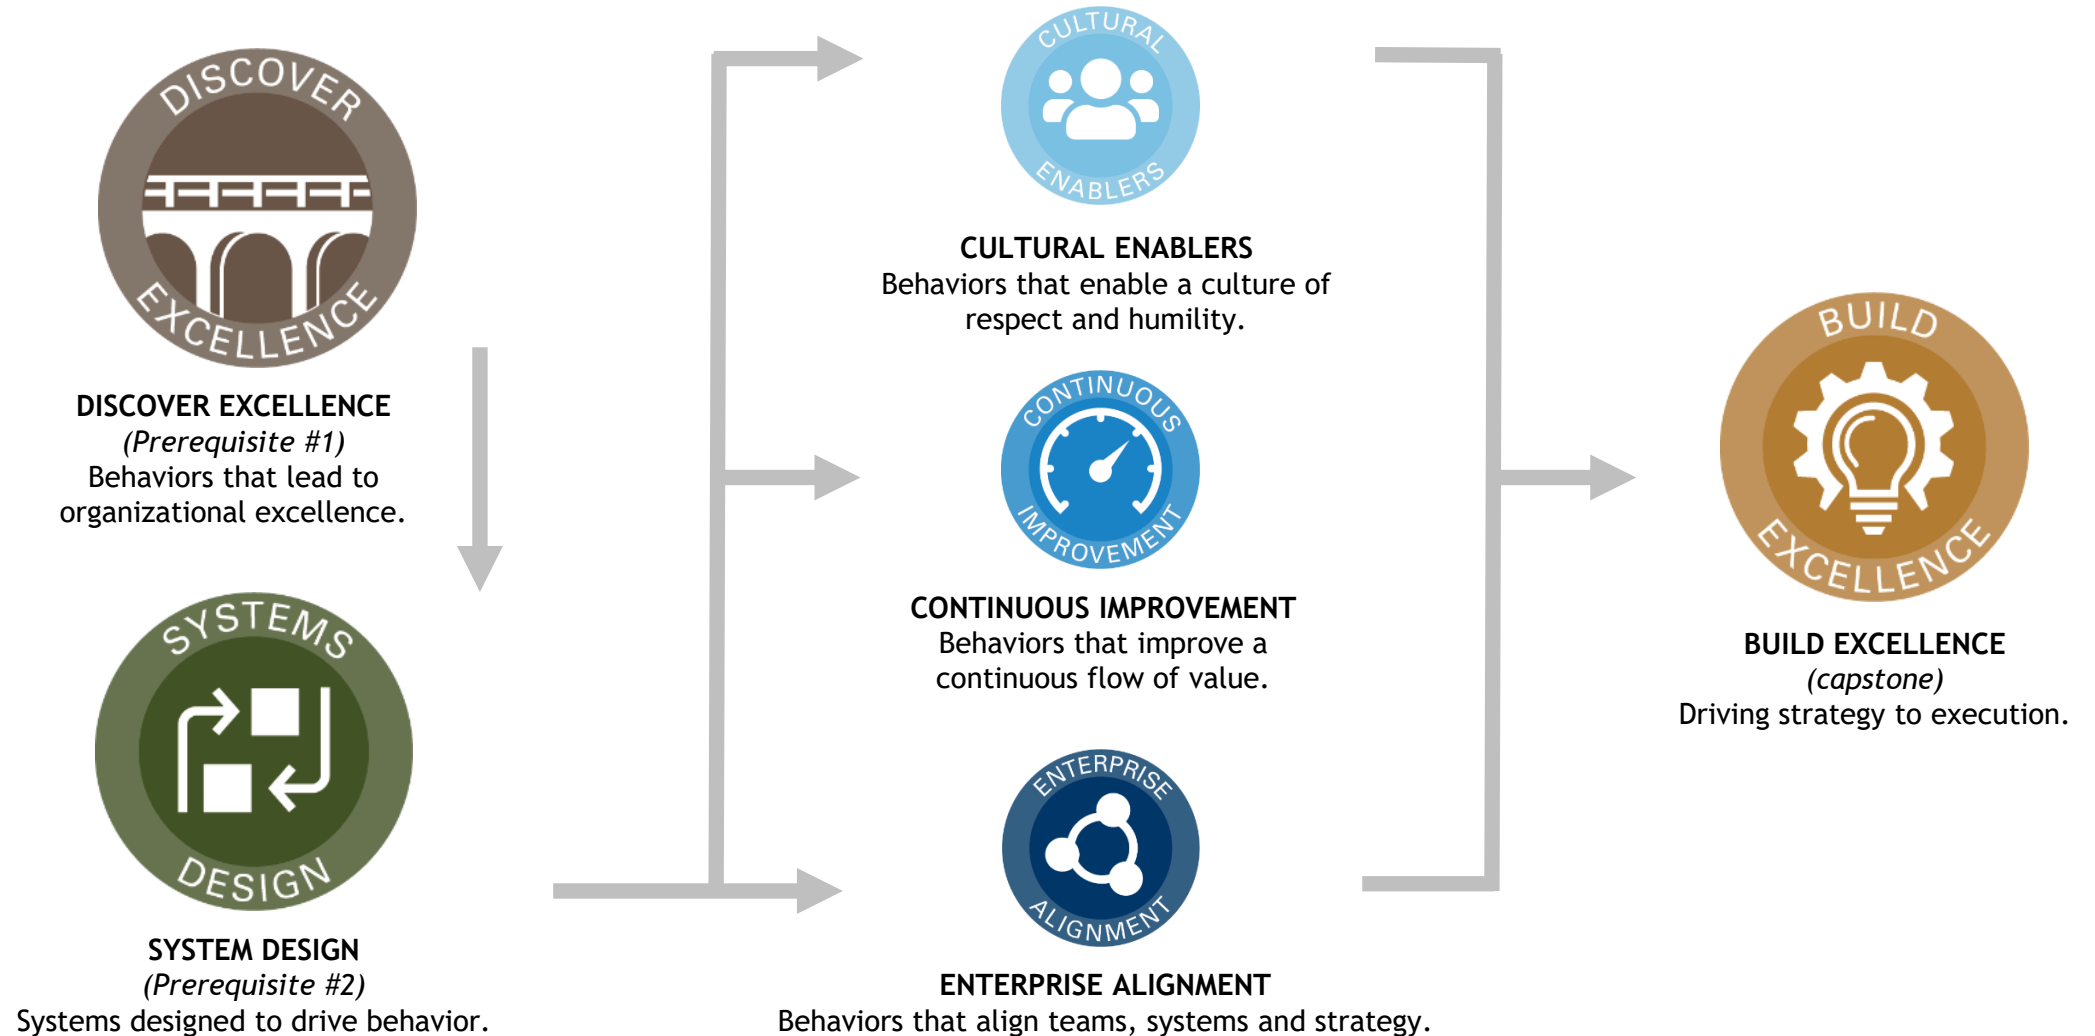 DISCOVER
EXCELLENCE
DISCOVER EXCELLENCE
(Prerequisite #1)
Behaviors that lead to
organizational excellence.
SYSTEMS
DESIGN
SYSTEM DESIGN
(Prerequisite #2)
Systems designed to drive behavior.
CULTURAL
ENABLERS
CULTURAL ENABLERS
Behaviors that enable a culture of
respect and humility.
CONTINUOUS
IMPROVEMENT
CONTINUOUS IMPROVEMENT
Behaviors that improve a
continuous flow of value.
ENTERPRISE
ALIGNMENT
ENTERPRISE ALIGNMENT
Behaviors that align teams, systems and strategy.
BUILD
EXCELLENCE
BUILD EXCELLENCE
(capstone)
Driving strategy to execution.